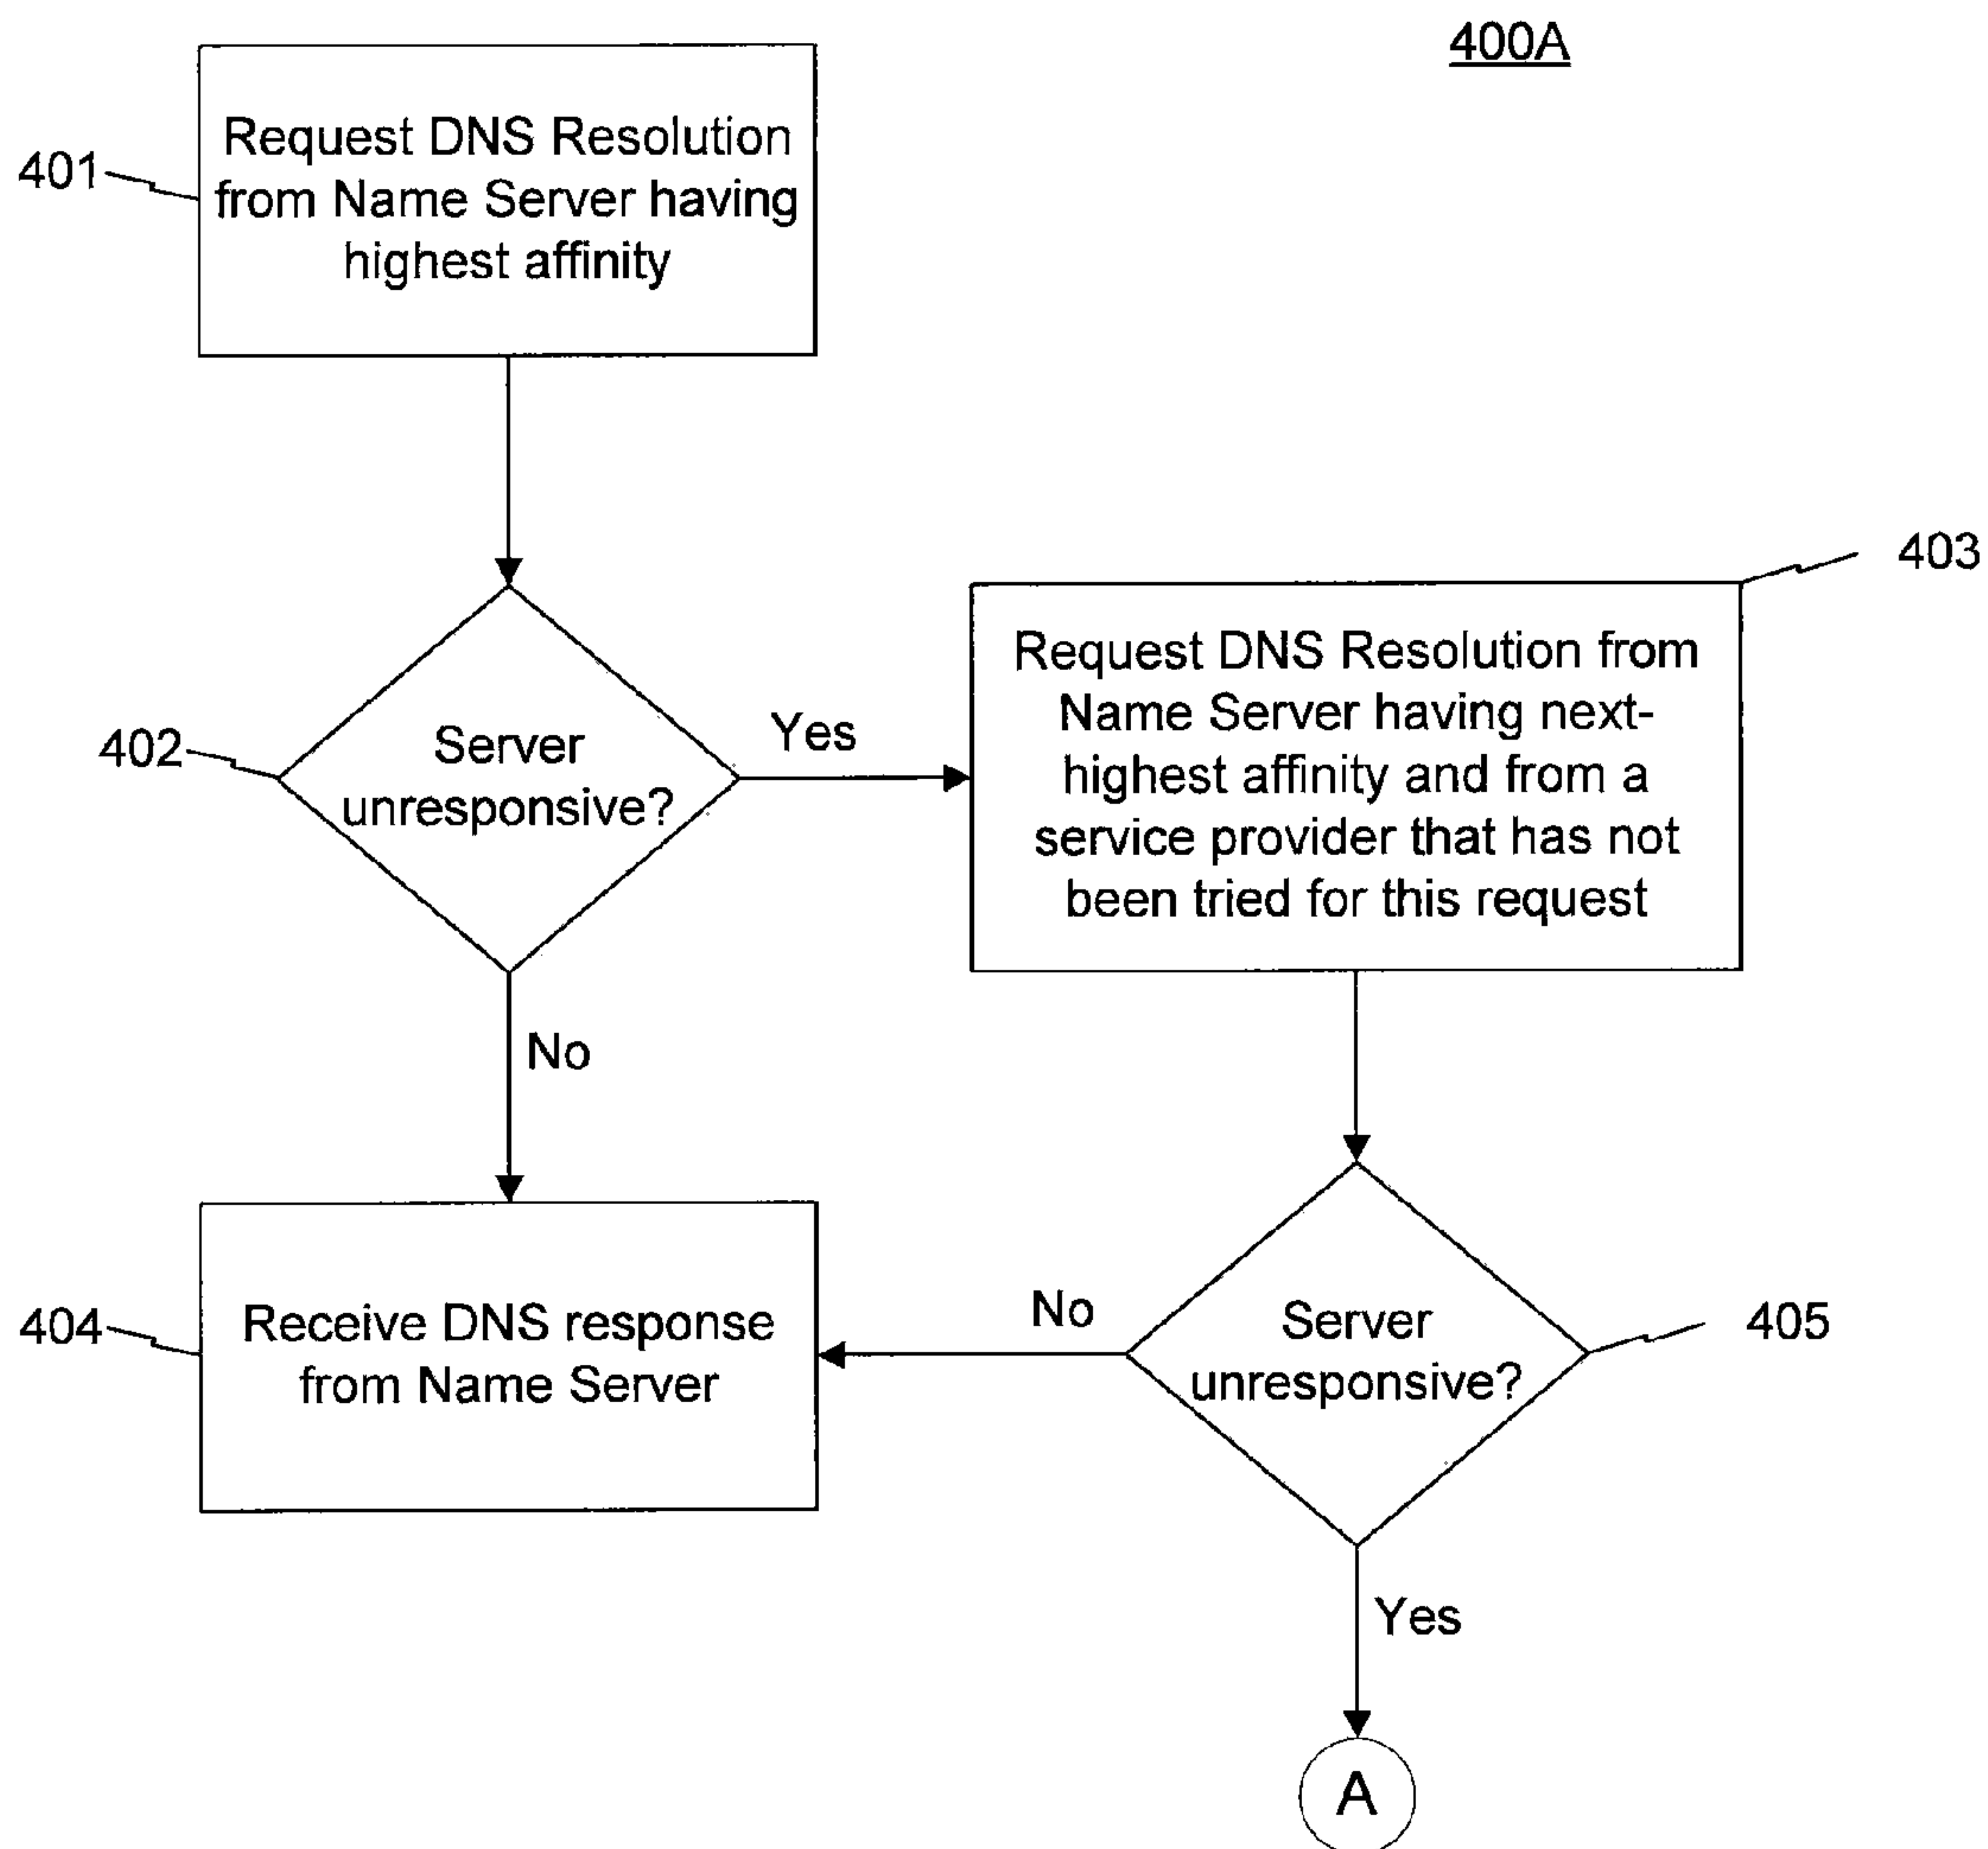 400A
401
Request DNS Resolution
from Name Server having
highest affinity
402
Server
unresponsive?
Yes
No
403
Request DNS Resolution from
Name Server having next-
highest affinity and from a
service provider that has not
been tried for this request
404
Receive DNS response
from Name Server
No
Server
unresponsive?
405
Yes
A